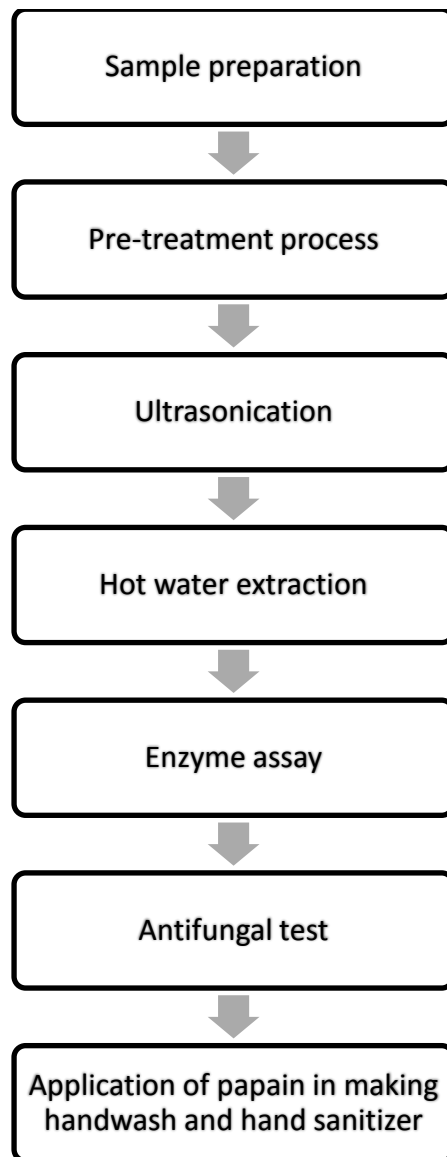 Sample preparation
Pre-treatment process
Ultrasonication
Hot water extraction
Enzyme assay
Antifungal test
Application of papain in making
handwash and hand sanitizer